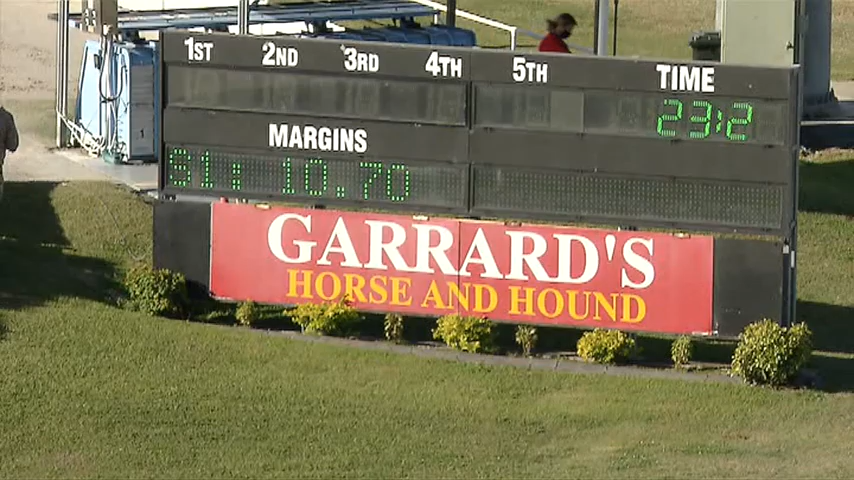 1ST 2ND 3RD 4TH 5TH TIME
23:2
MARGINS
S1: 10.70
GARRARD'S
HORSE AND HOUND